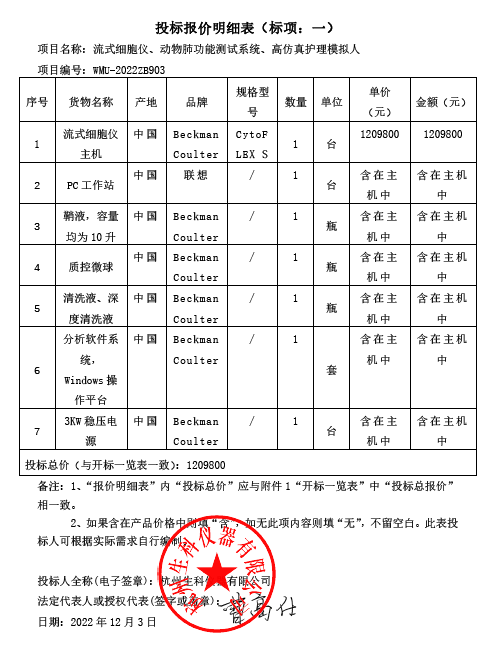 投标报价明细表（标项：一）
项目名称：流式细胞仪、动物肺功能测试系统、高仿真护理模拟人
项目编号：WMU-2022ZB903
序号 货物名称 产地 品牌 规格型号 数量 单位 单价（元） 金额（元）
1 流式细胞仪主机 中国 Beckman Coulter CytoFLEX S 1 台 1209800 1209800
2 PC工作站 中国 联想 / 1 台 含在主机中 含在主机中
3 鞘液，容量均为10升 中国 Beckman Coulter / 1 瓶 含在主机中 含在主机中
4 质控微球 中国 Beckman Coulter / 1 瓶 含在主机中 含在主机中
5 清洗液、深度清洗液 中国 Beckman Coulter / 1 瓶 含在主机中 含在主机中
6 分析软件系统，Windows操作平台 中国 Beckman Coulter / 1 套 含在主机中 含在主机中
7 3KW稳压电源 中国 Beckman Coulter / 1 台 含在主机中 含在主机中
投标总价（与开标一览表一致）：1209800
备注：1、“报价明细表”内“投标总价”应与附件1“开标一览表”中“投标总报价”
相一致。
2、如果含在产品价格中则填“含”，如无此项内容则填“无”，不留空白。此表投
标人可根据实际需求自行编制。
投标人全称(电子签章)：杭州生科仪器有限公司
法定代表人或授权代表(签字或盖章)：
日期：2022年12月3日